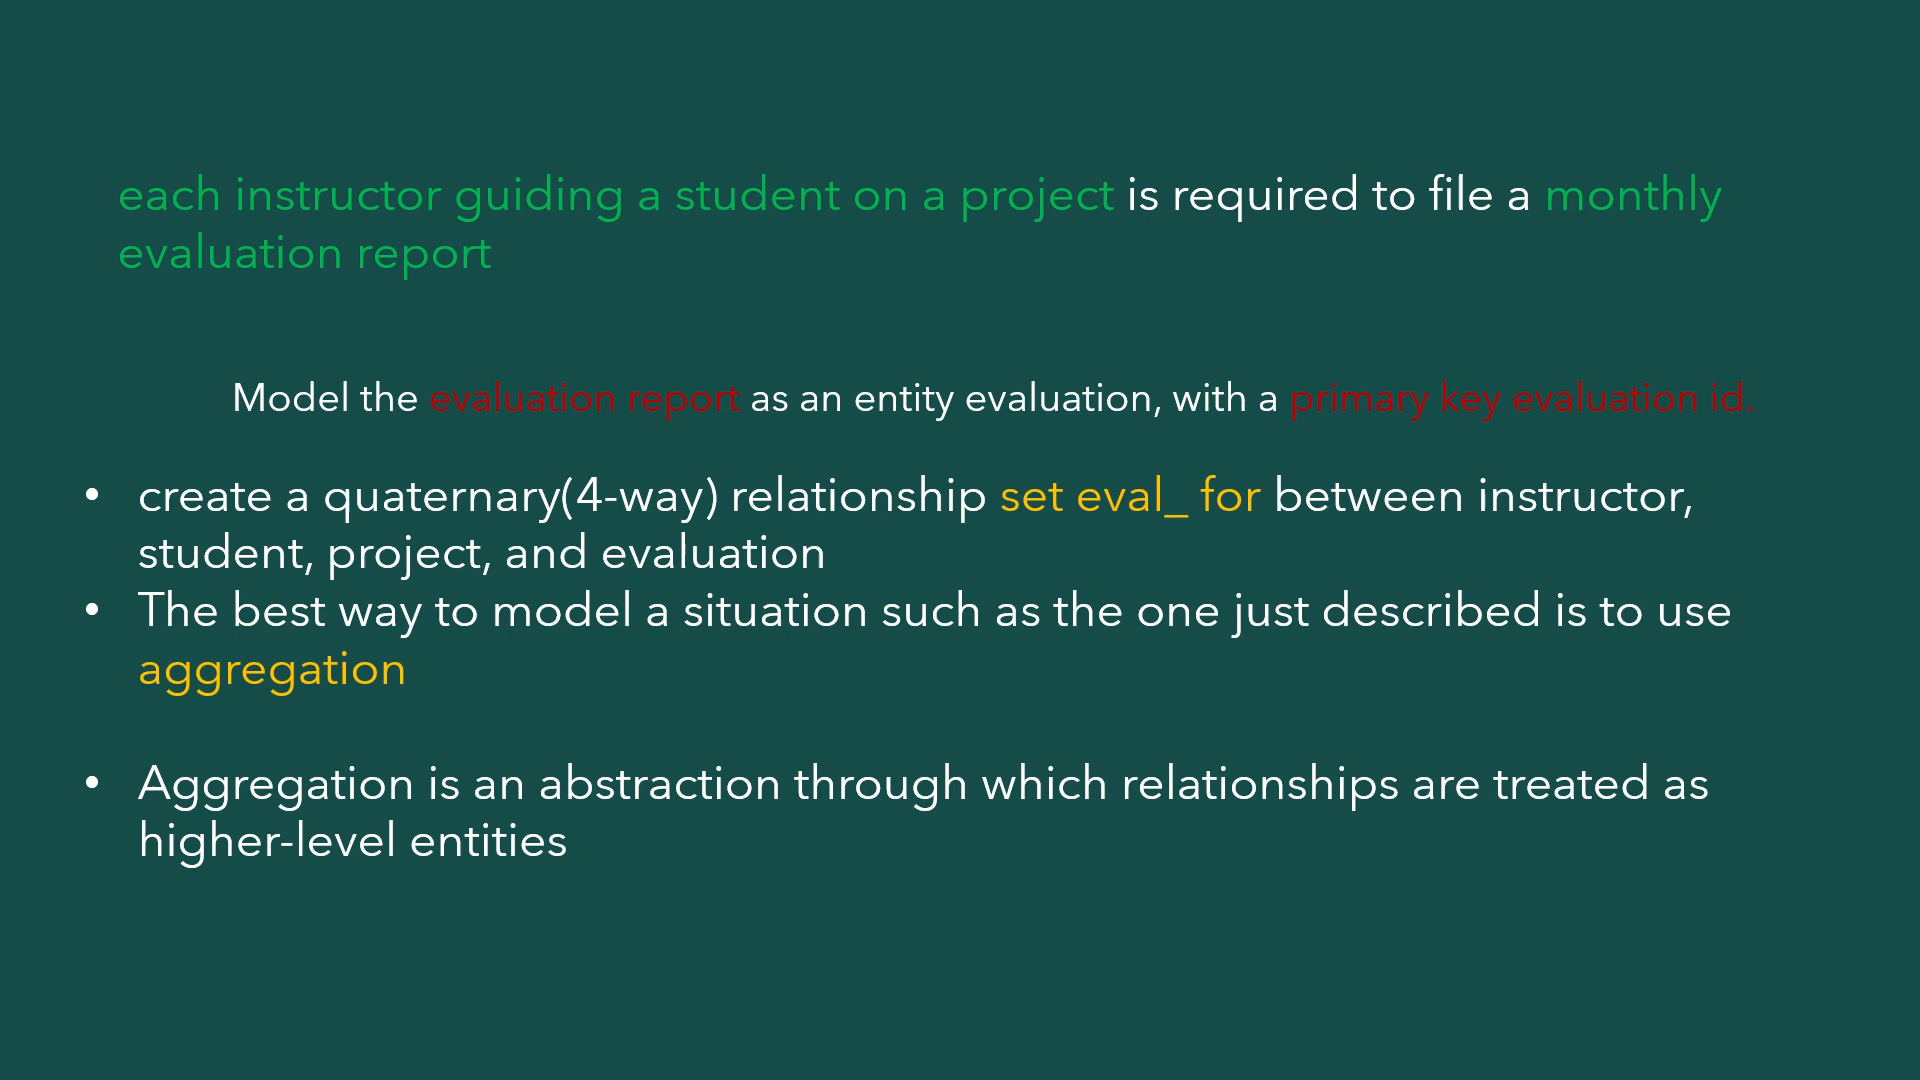 each instructor guiding a student on a project is required to file a monthly
evaluation report
Model the evaluation report as an entity evaluation, with a primary key evaluation id.
• create a quaternary(4-way) relationship set eval_ for between instructor,
student, project, and evaluation
• The best way to model a situation such as the one just described is to use
aggregation
• Aggregation is an abstraction through which relationships are treated as
higher-level entities